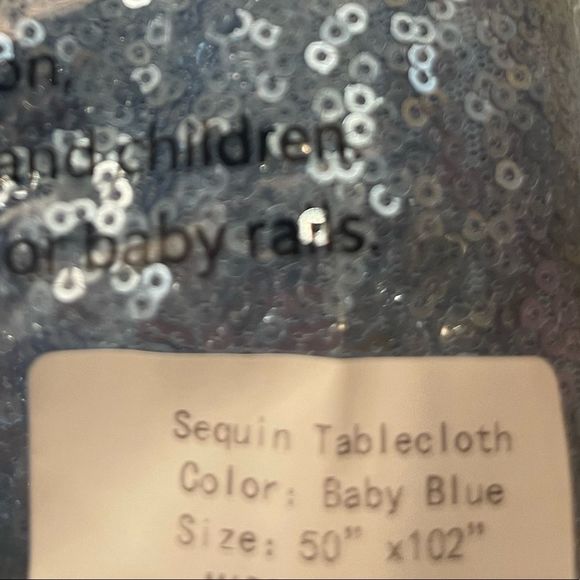 on,
and children.
or baby rails.
Sequin Tablecloth
Color: Baby Blue
Size: 50" x102"